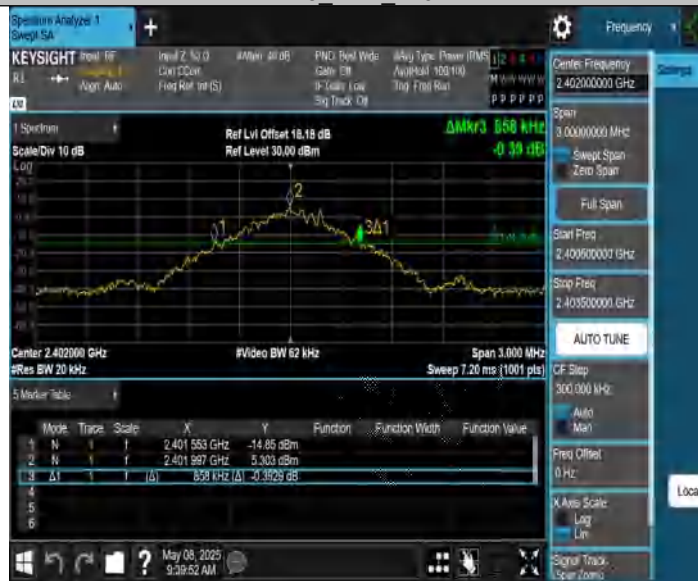 Spectrum Analyzer 1
Swept SA
Frequency
KEYSIGHT Input: RF
Align: Auto
Input Z: 50 Ω
Corr CCorr
Freq Ref: Int (S)
#Atten: 40 dB
PNO: Best Wide
Gate: Off
IF Gain: Low
Sig Track: Off
#Avg Type: Power (RMS)
Avg|Hold: 100/100
Trig: Free Run
Settings
1 Spectrum
Scale/Div 10 dB
Log
Ref Lvl Offset 18.18 dB
Ref Level 30.00 dBm
ΔMkr3 858 kHz
-0.39 dB
1
2
3Δ1
Center 2.402000 GHz
#Res BW 20 kHz
#Video BW 62 kHz
Span 3.000 MHz
Sweep 7.20 ms (1001 pts)
5 Marker Table
Mode Trace Scale X Y Function Function Width Function Value
1 N 1 f 2.401 553 GHz -14.85 dBm
2 N 1 f 2.401 997 GHz 5.303 dBm
3 Δ1 1 f (Δ) 858 kHz (Δ) -0.3929 dB
4
5
6
May 08, 2025
9:39:52 AM
Center Frequency
2.402000000 GHz
Span
3.00000000 MHz
Swept Span
Zero Span
Full Span
Start Freq
2.400500000 GHz
Stop Freq
2.403500000 GHz
AUTO TUNE
CF Step
300.000 kHz
Auto
Man
Freq Offset
0 Hz
X Axis Scale
Log
Lin
Signal Track
(Span Zoom)
Loca